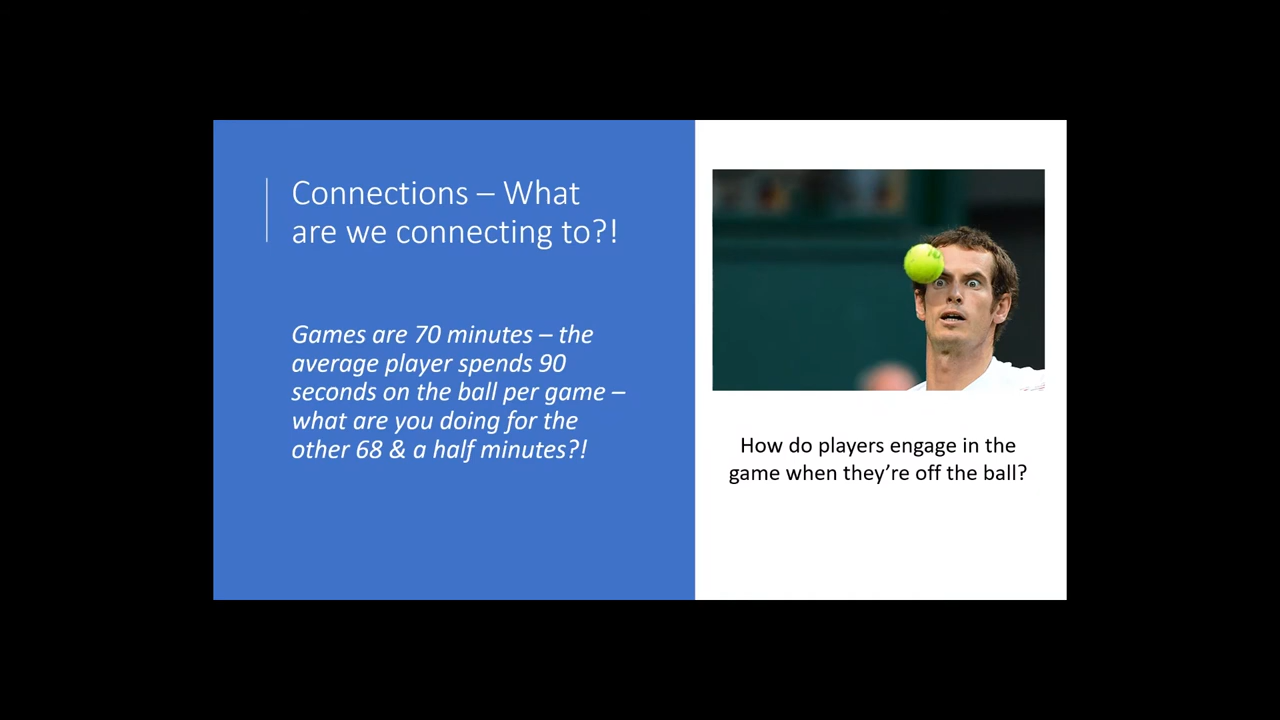 Connections – What
are we connecting to?!
Games are 70 minutes – the
average player spends 90
seconds on the ball per game –
what are you doing for the
other 68 & a half minutes?!
How do players engage in the
game when they’re off the ball?